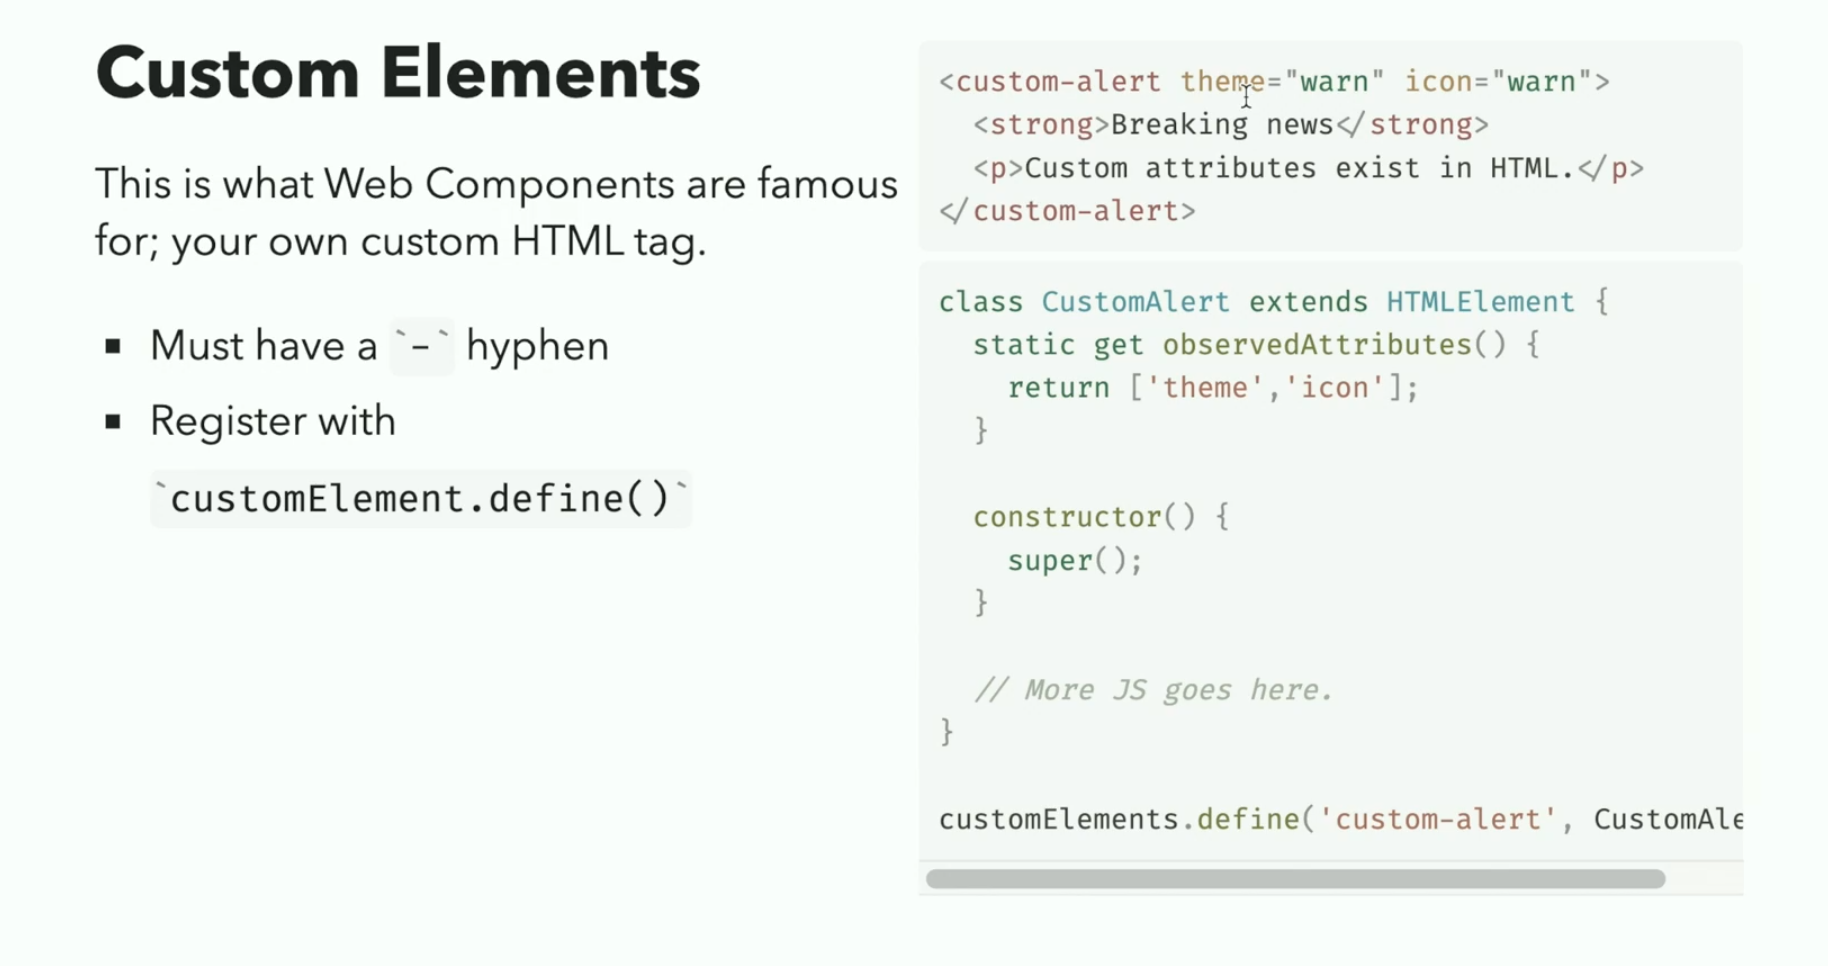 Custom Elements
This is what Web Components are famous
for; your own custom HTML tag.
▪ Must have a `-` hyphen
▪ Register with
`customElement.define()`
<custom-alert theme="warn" icon="warn">
  <strong>Breaking news</strong>
  <p>Custom attributes exist in HTML.</p>
</custom-alert>
class CustomAlert extends HTMLElement {
  static get observedAttributes() {
    return ['theme','icon'];
  }
  constructor() {
    super();
  }
  // More JS goes here.
}
customElements.define('custom-alert', CustomAle